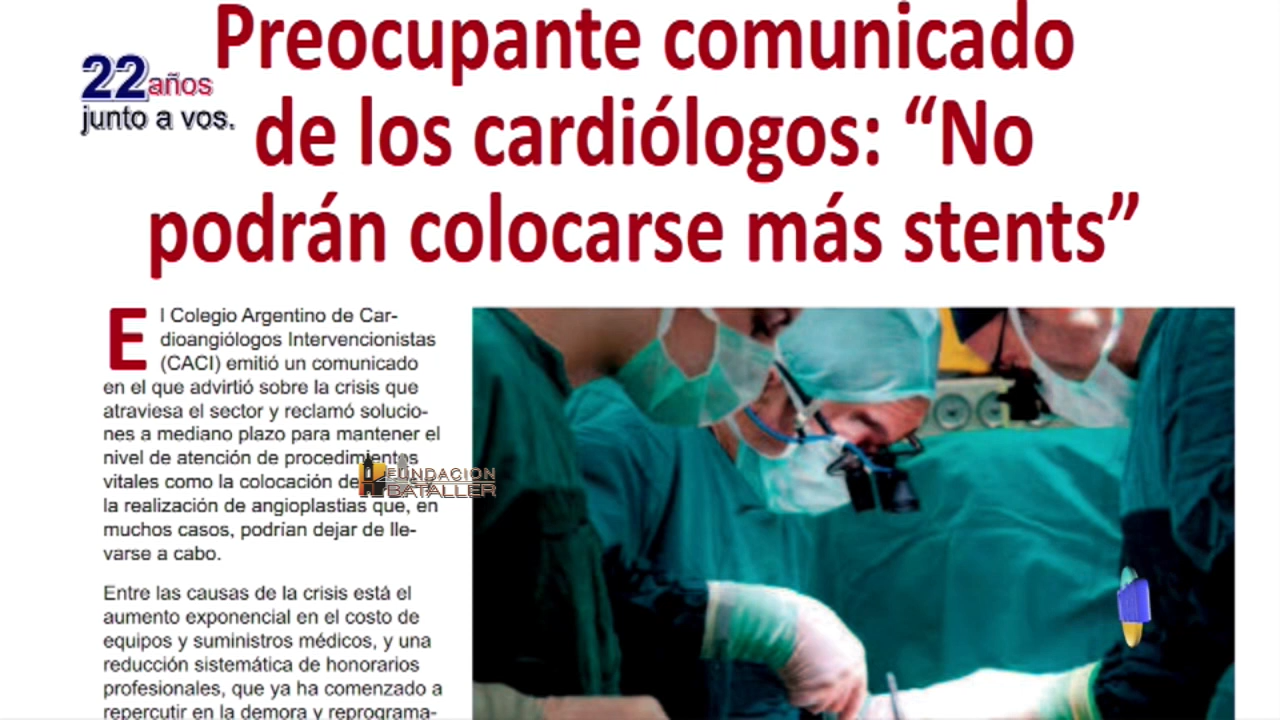 Preocupante comunicado
22años
junto a vos.
de los cardiólogos: “No
podrán colocarse más stents”
El Colegio Argentino de Car-
dioangiólogos Intervencionistas
(CACI) emitió un comunicado
en el que advirtió sobre la crisis que
atraviesa el sector y reclamó solucio-
nes a mediano plazo para mantener el
nivel de atención de procedimientos
vitales como la colocación de
FUNDACION
BATALLER
la realización de angioplastias que, en
muchos casos, podrían dejar de lle-
varse a cabo.
Entre las causas de la crisis está el
aumento exponencial en el costo de
equipos y suministros médicos, y una
reducción sistemática de honorarios
profesionales, que ya ha comenzado a
repercutir en la demora y reprograma-